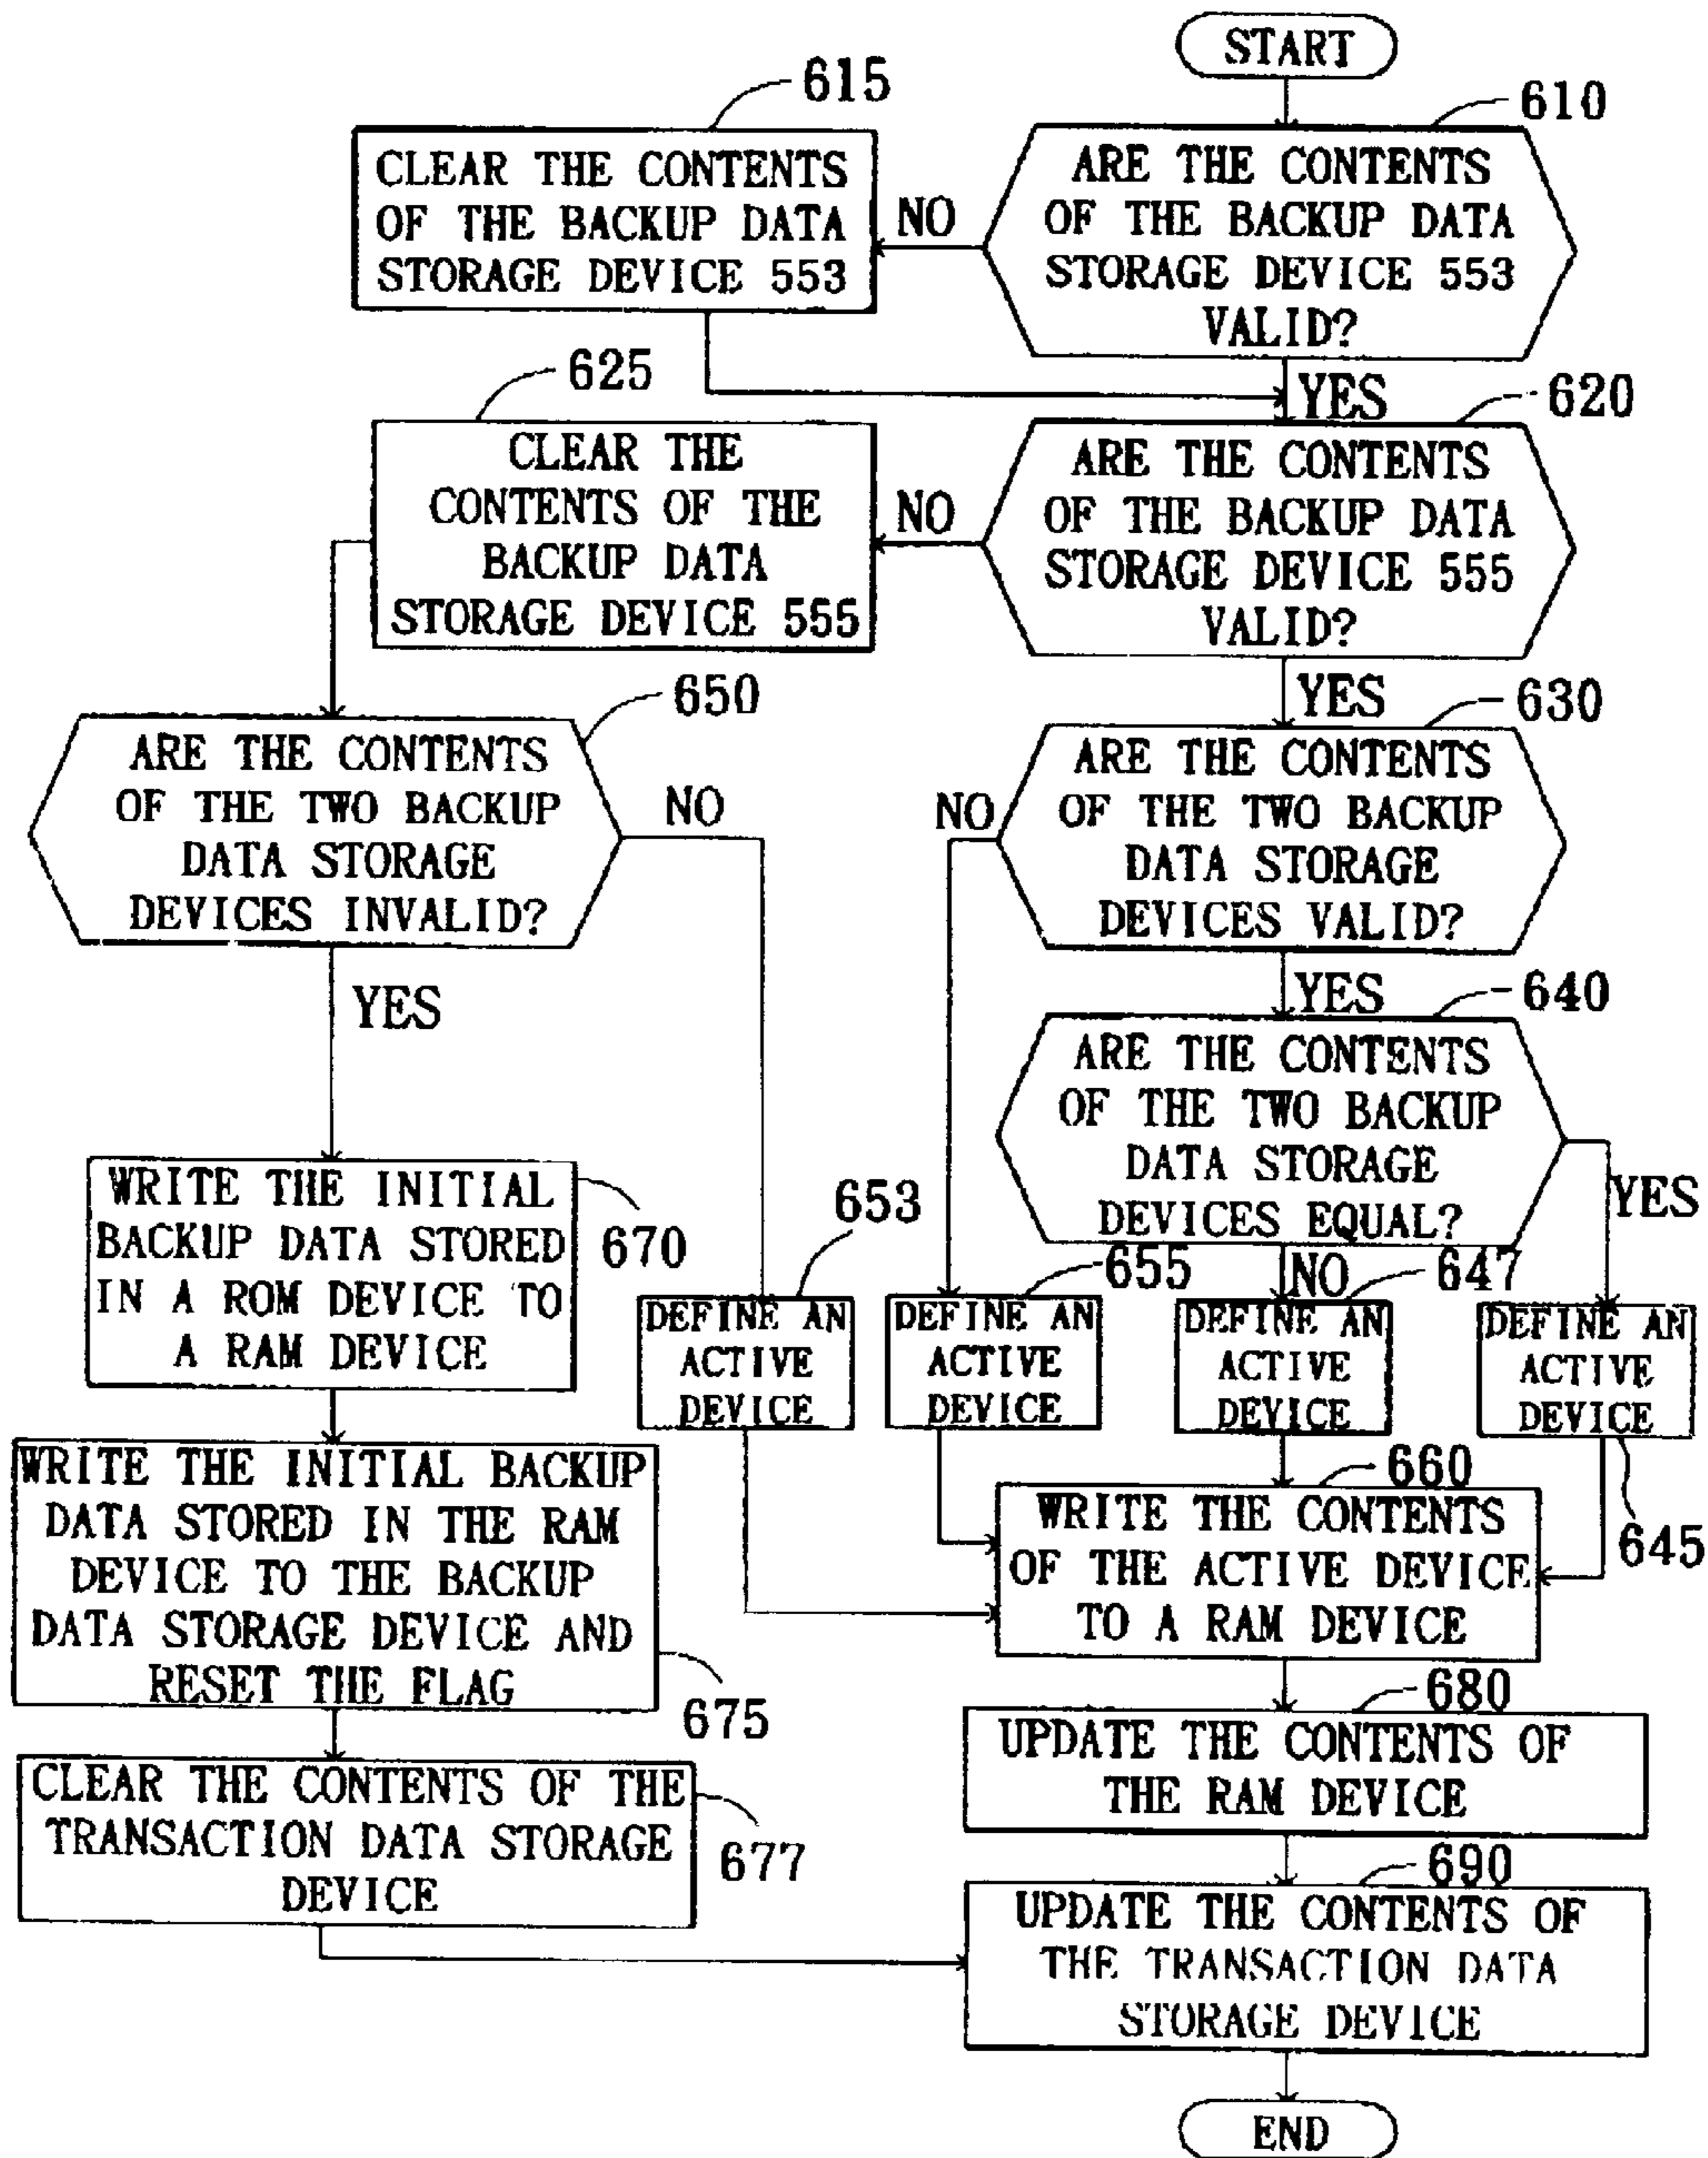 START
610
ARE THE CONTENTS
OF THE BACKUP DATA
STORAGE DEVICE 553
VALID?
615
CLEAR THE CONTENTS
OF THE BACKUP DATA
STORAGE DEVICE 553
NO
YES
620
ARE THE CONTENTS
OF THE BACKUP DATA
STORAGE DEVICE 555
VALID?
625
CLEAR THE
CONTENTS OF THE
BACKUP DATA
STORAGE DEVICE 555
NO
YES
630
ARE THE CONTENTS
OF THE TWO BACKUP
DATA STORAGE
DEVICES VALID?
650
ARE THE CONTENTS
OF THE TWO BACKUP
DATA STORAGE
DEVICES INVALID?
NO
NO
YES
YES
640
ARE THE CONTENTS
OF THE TWO BACKUP
DATA STORAGE
DEVICES EQUAL?
YES
NO
WRITE THE INITIAL
BACKUP DATA STORED
IN A ROM DEVICE TO
A RAM DEVICE
670
653
DEFINE AN
ACTIVE
DEVICE
655
DEFINE AN
ACTIVE
DEVICE
647
DEFINE AN
ACTIVE
DEVICE
DEFINE AN
ACTIVE
DEVICE
645
WRITE THE INITIAL BACKUP
DATA STORED IN THE RAM
DEVICE TO THE BACKUP
DATA STORAGE DEVICE AND
RESET THE FLAG
675
660
WRITE THE CONTENTS
OF THE ACTIVE DEVICE
TO A RAM DEVICE
680
UPDATE THE CONTENTS OF
THE RAM DEVICE
CLEAR THE CONTENTS OF THE
TRANSACTION DATA STORAGE
DEVICE
677
690
UPDATE THE CONTENTS OF
THE TRANSACTION DATA
STORAGE DEVICE
END